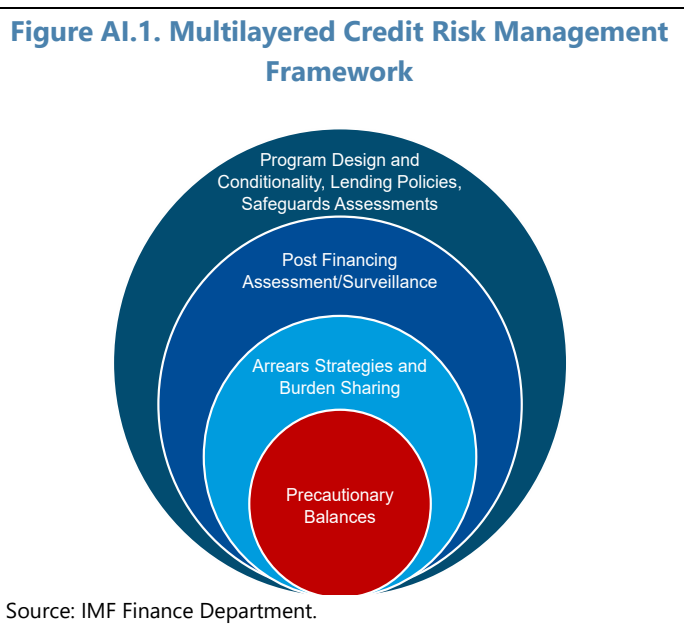 Figure AI.1. Multilayered Credit Risk Management
Framework
Program Design and
Conditionality, Lending Policies,
Safeguards Assessments
Post Financing
Assessment/Surveillance
Arrears Strategies and
Burden Sharing
Precautionary
Balances
Source: IMF Finance Department.